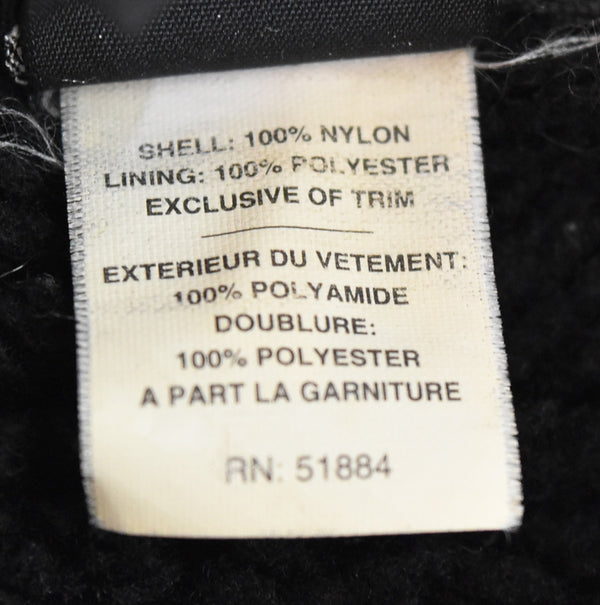 SHELL: 100% NYLON
LINING: 100% POLYESTER
EXCLUSIVE OF TRIM
EXTERIEUR DU VETEMENT:
100% POLYAMIDE
DOUBLURE:
100% POLYESTER
A PART LA GARNITURE
RN: 51884